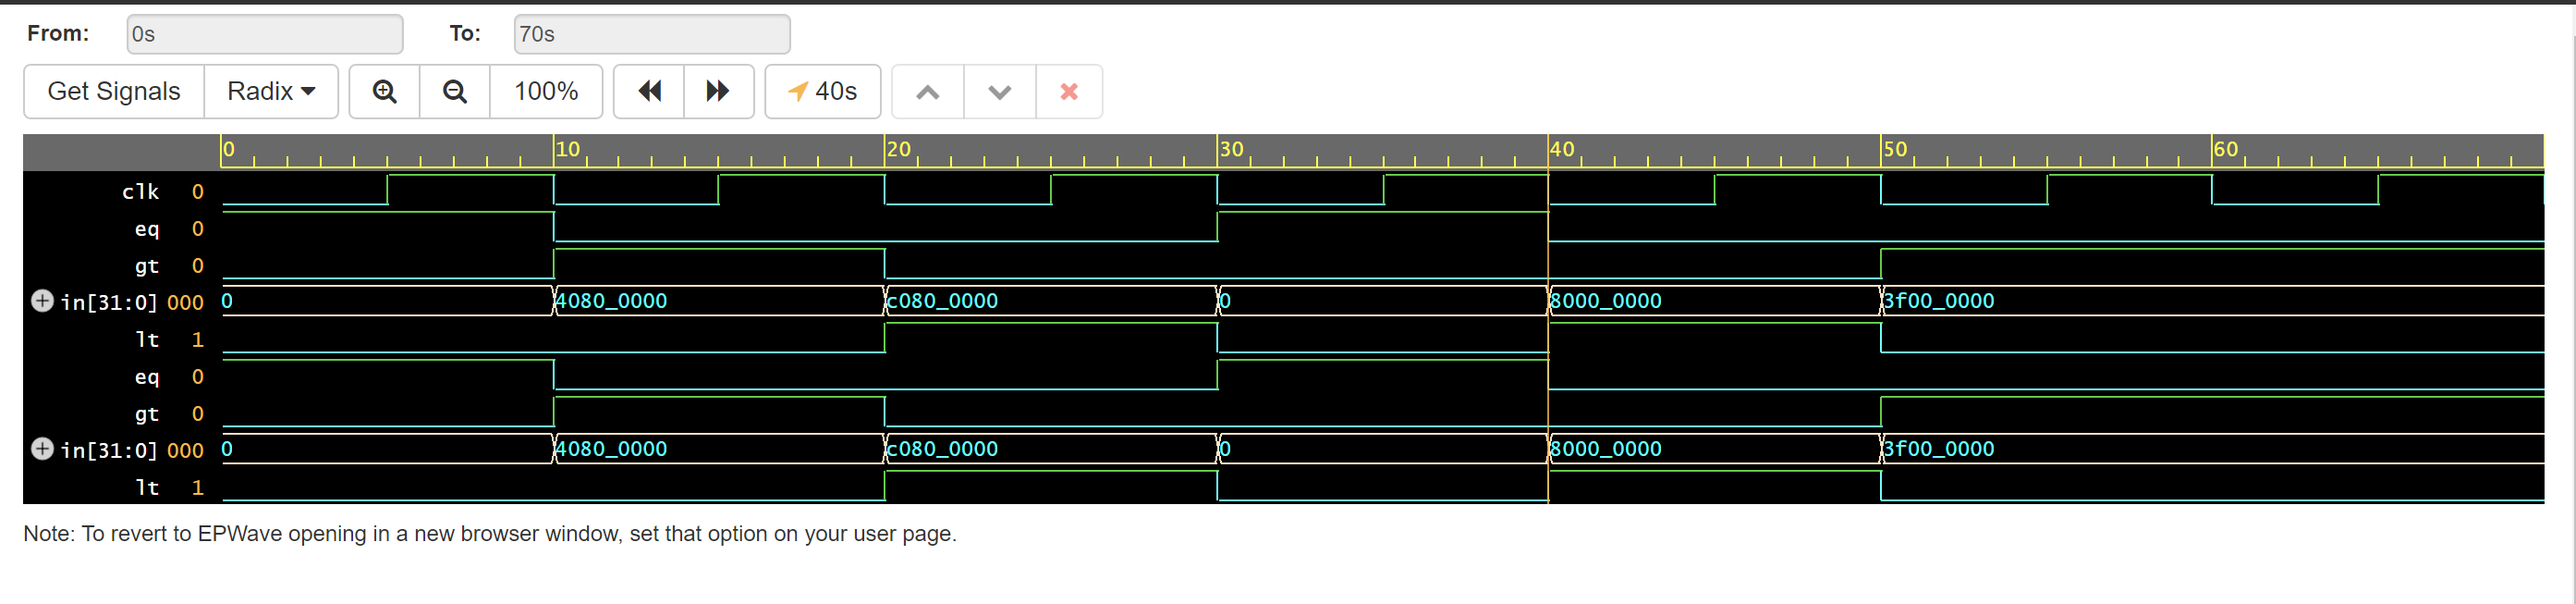 From: 0s To: 70s
Get Signals Radix 100% 40s
0 10 20 30 40 50 60
clk 0
eq 0
gt 0
in[31:0] 000 0 4080_0000 c080_0000 0 8000_0000 3f00_0000
lt 1
eq 0
gt 0
in[31:0] 000 0 4080_0000 c080_0000 0 8000_0000 3f00_0000
lt 1
Note: To revert to EPWave opening in a new browser window, set that option on your user page.